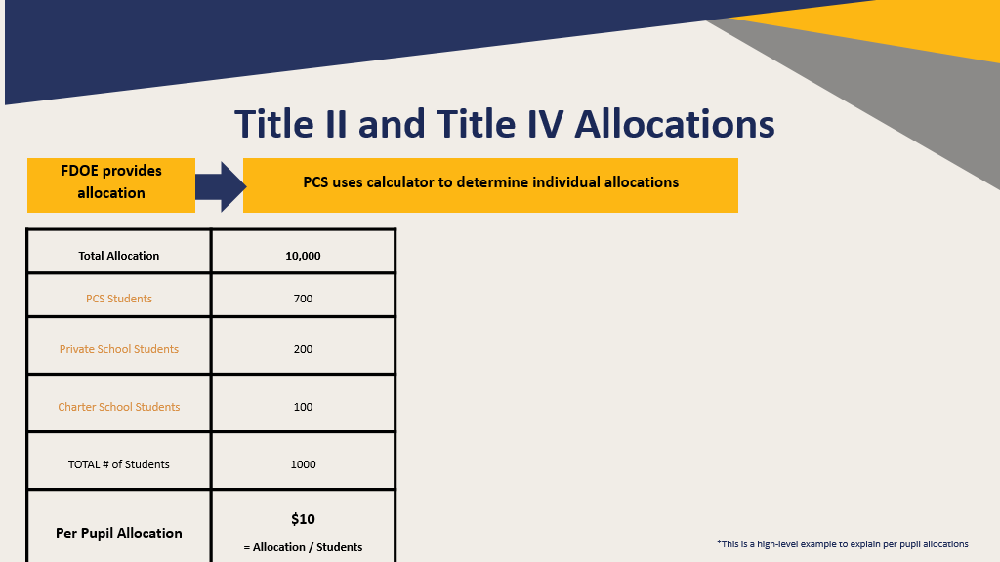 Title II and Title IV Allocations
FDOE provides
allocation
PCS uses calculator to determine individual allocations
Total Allocation 10,000
PCS Students 700
Private School Students 200
Charter School Students 100
TOTAL # of Students 1000
Per Pupil Allocation $10
= Allocation / Students
*This is a high-level example to explain per pupil allocations